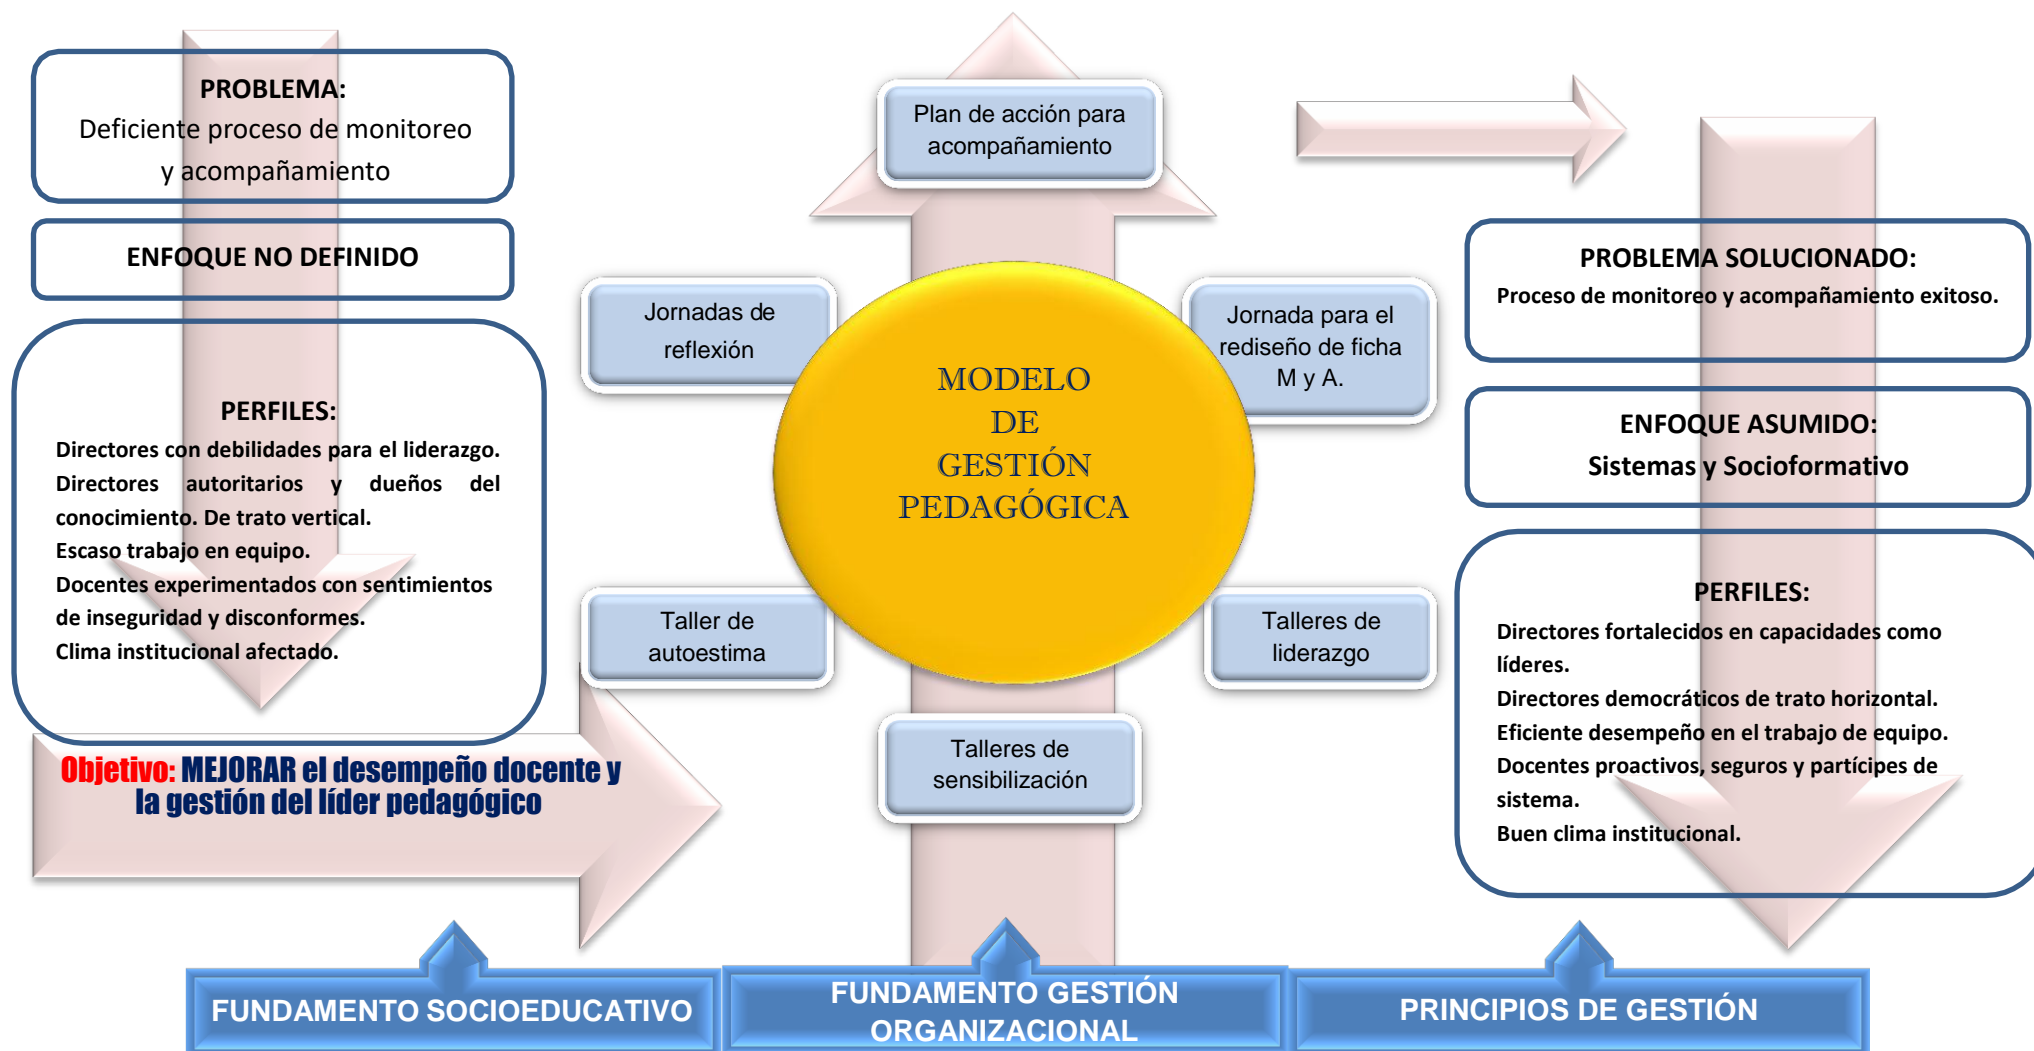 PROBLEMA:
Deficiente proceso de monitoreo
y acompañamiento
ENFOQUE NO DEFINIDO
PERFILES:
Directores con debilidades para el liderazgo.
Directores autoritarios y dueños del
conocimiento. De trato vertical.
Escaso trabajo en equipo.
Docentes experimentados con sentimientos
de inseguridad y disconformes.
Clima institucional afectado.
Objetivo: MEJORAR el desempeño docente y
la gestión del líder pedagógico
Plan de acción para
acompañamiento
Jornadas de
reflexión
Jornada para el
rediseño de ficha
M y A.
MODELO
DE
GESTIÓN
PEDAGÓGICA
Taller de
autoestima
Talleres de
liderazgo
Talleres de
sensibilización
PROBLEMA SOLUCIONADO:
Proceso de monitoreo y acompañamiento exitoso.
ENFOQUE ASUMIDO:
Sistemas y Socioformativo
PERFILES:
Directores fortalecidos en capacidades como
líderes.
Directores democráticos de trato horizontal.
Eficiente desempeño en el trabajo de equipo.
Docentes proactivos, seguros y partícipes de
sistema.
Buen clima institucional.
FUNDAMENTO SOCIOEDUCATIVO
FUNDAMENTO GESTIÓN
ORGANIZACIONAL
PRINCIPIOS DE GESTIÓN